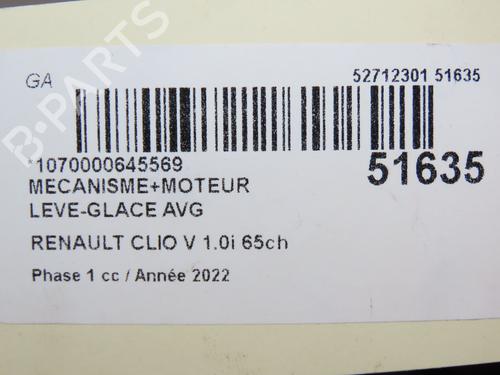 GA
52712301 51635
*1070000645569
51635
MECANISME+MOTEUR
LEVE-GLACE AVG
RENAULT CLIO V 1.0i 65ch
Phase 1 cc / Année 2022
B-PARTS